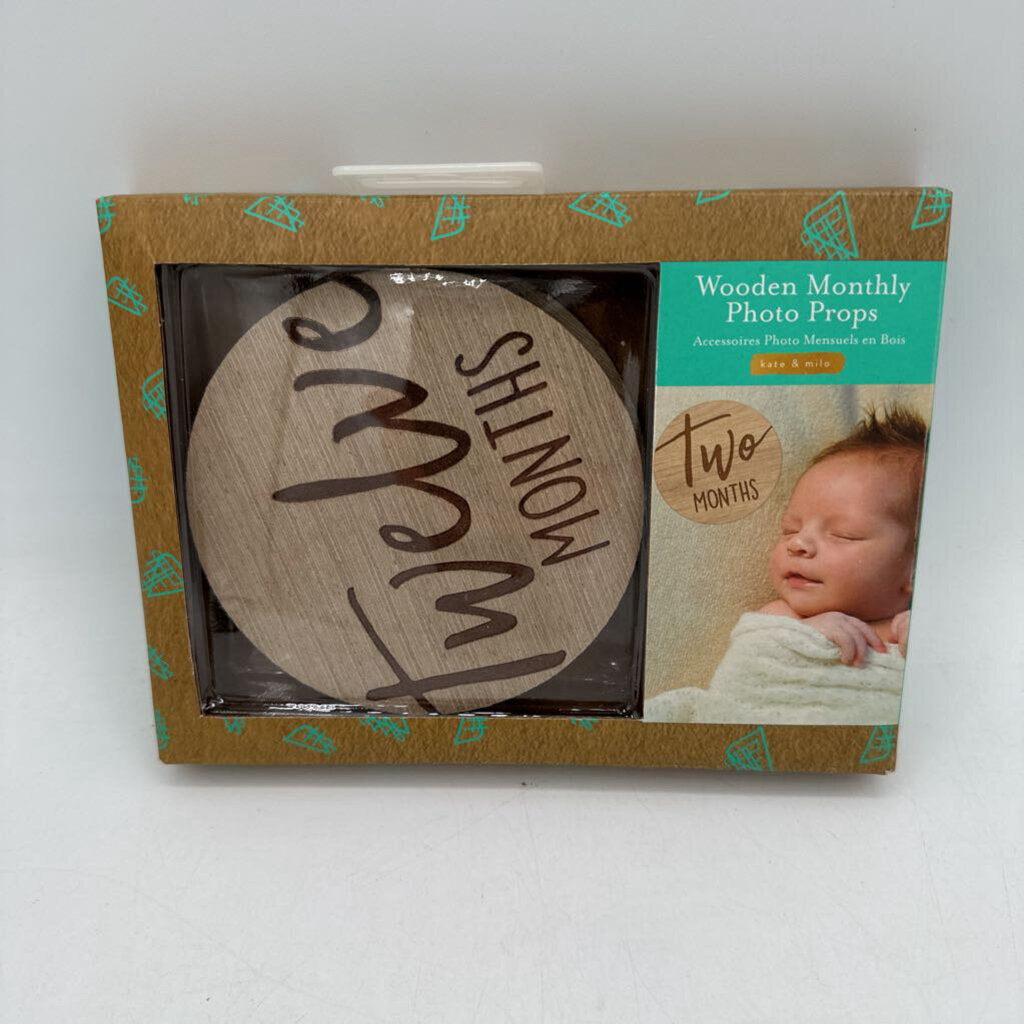 twelve
MONTHS
Wooden Monthly
Photo Props
Accessoires Photo Mensuels en Bois
kate & milo
two
MONTHS